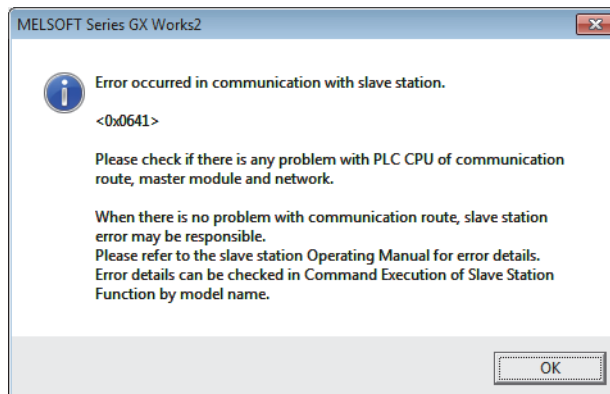 MELSOFT Series GX Works2
Error occurred in communication with slave station.
<0x0641>
Please check if there is any problem with PLC CPU of communication
route, master module and network.
When there is no problem with communication route, slave station
error may be responsible.
Please refer to the slave station Operating Manual for error details.
Error details can be checked in Command Execution of Slave Station
Function by model name.
OK